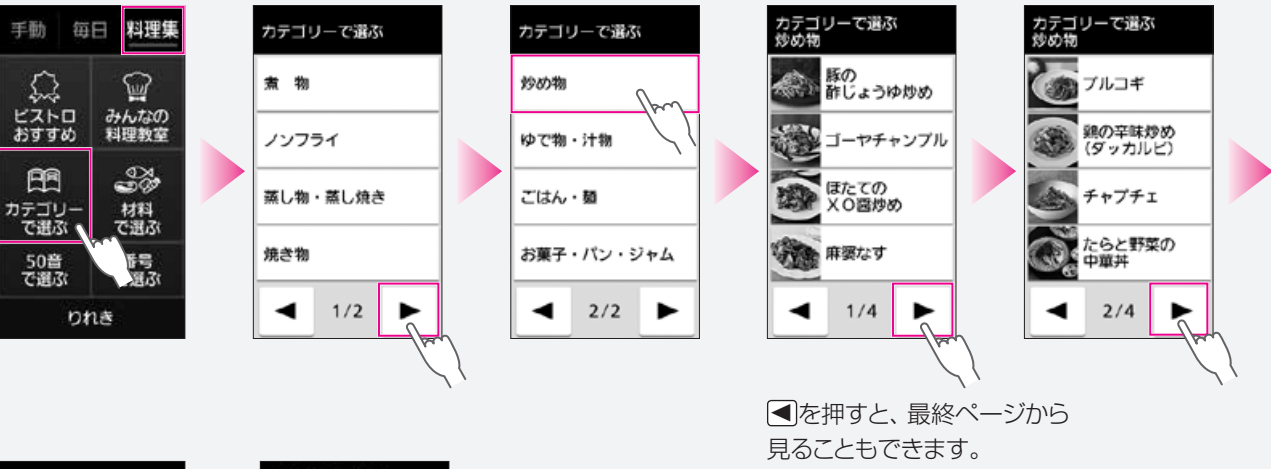 手動 毎日 料理集
ビストロ
おすすめ
みんなの
料理教室
カテゴリー
で選ぶ
材料
で選ぶ
50音
で選ぶ
番号
で選ぶ
りれき
カテゴリーで選ぶ
煮 物
ノンフライ
蒸し物・蒸し焼き
焼き物
◀ 1/2 ▶
カテゴリーで選ぶ
炒め物
ゆで物・汁物
ごはん・麺
お菓子・パン・ジャム
◀ 2/2 ▶
カテゴリーで選ぶ
炒め物
豚の
酢じょうゆ炒め
ゴーヤチャンプル
ほたての
XO醤炒め
麻婆なす
◀ 1/4 ▶
カテゴリーで選ぶ
炒め物
プルコギ
鶏の辛味炒め
(ダッカルビ)
チャプチェ
たらと野菜の
中華丼
◀ 2/4 ▶
◀を押すと、最終ページから
見ることもできます。